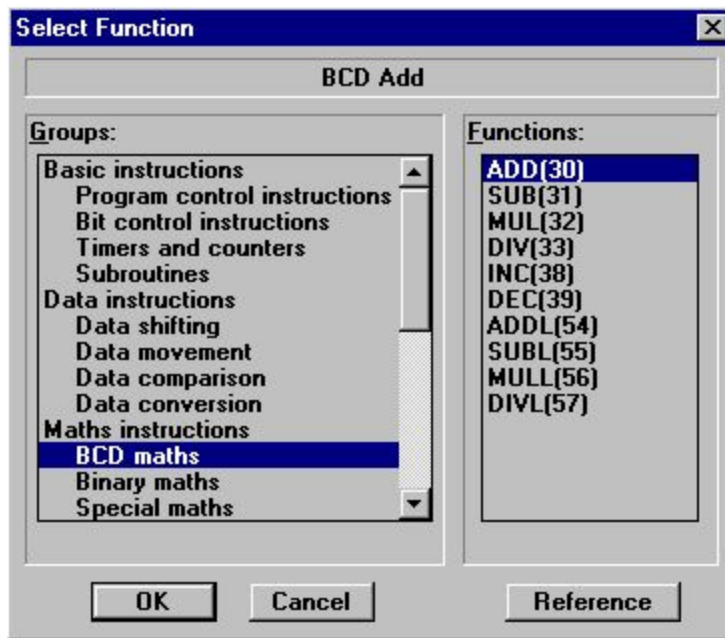 Select Function
BCD Add
Groups:
Basic instructions
Program control instructions
Bit control instructions
Timers and counters
Subroutines
Data instructions
Data shifting
Data movement
Data comparison
Data conversion
Maths instructions
BCD maths
Binary maths
Special maths
Functions:
ADD(30)
SUB(31)
MUL(32)
DIV(33)
INC(38)
DEC(39)
ADDL(54)
SUBL(55)
MULL(56)
DIVL(57)
OK
Cancel
Reference